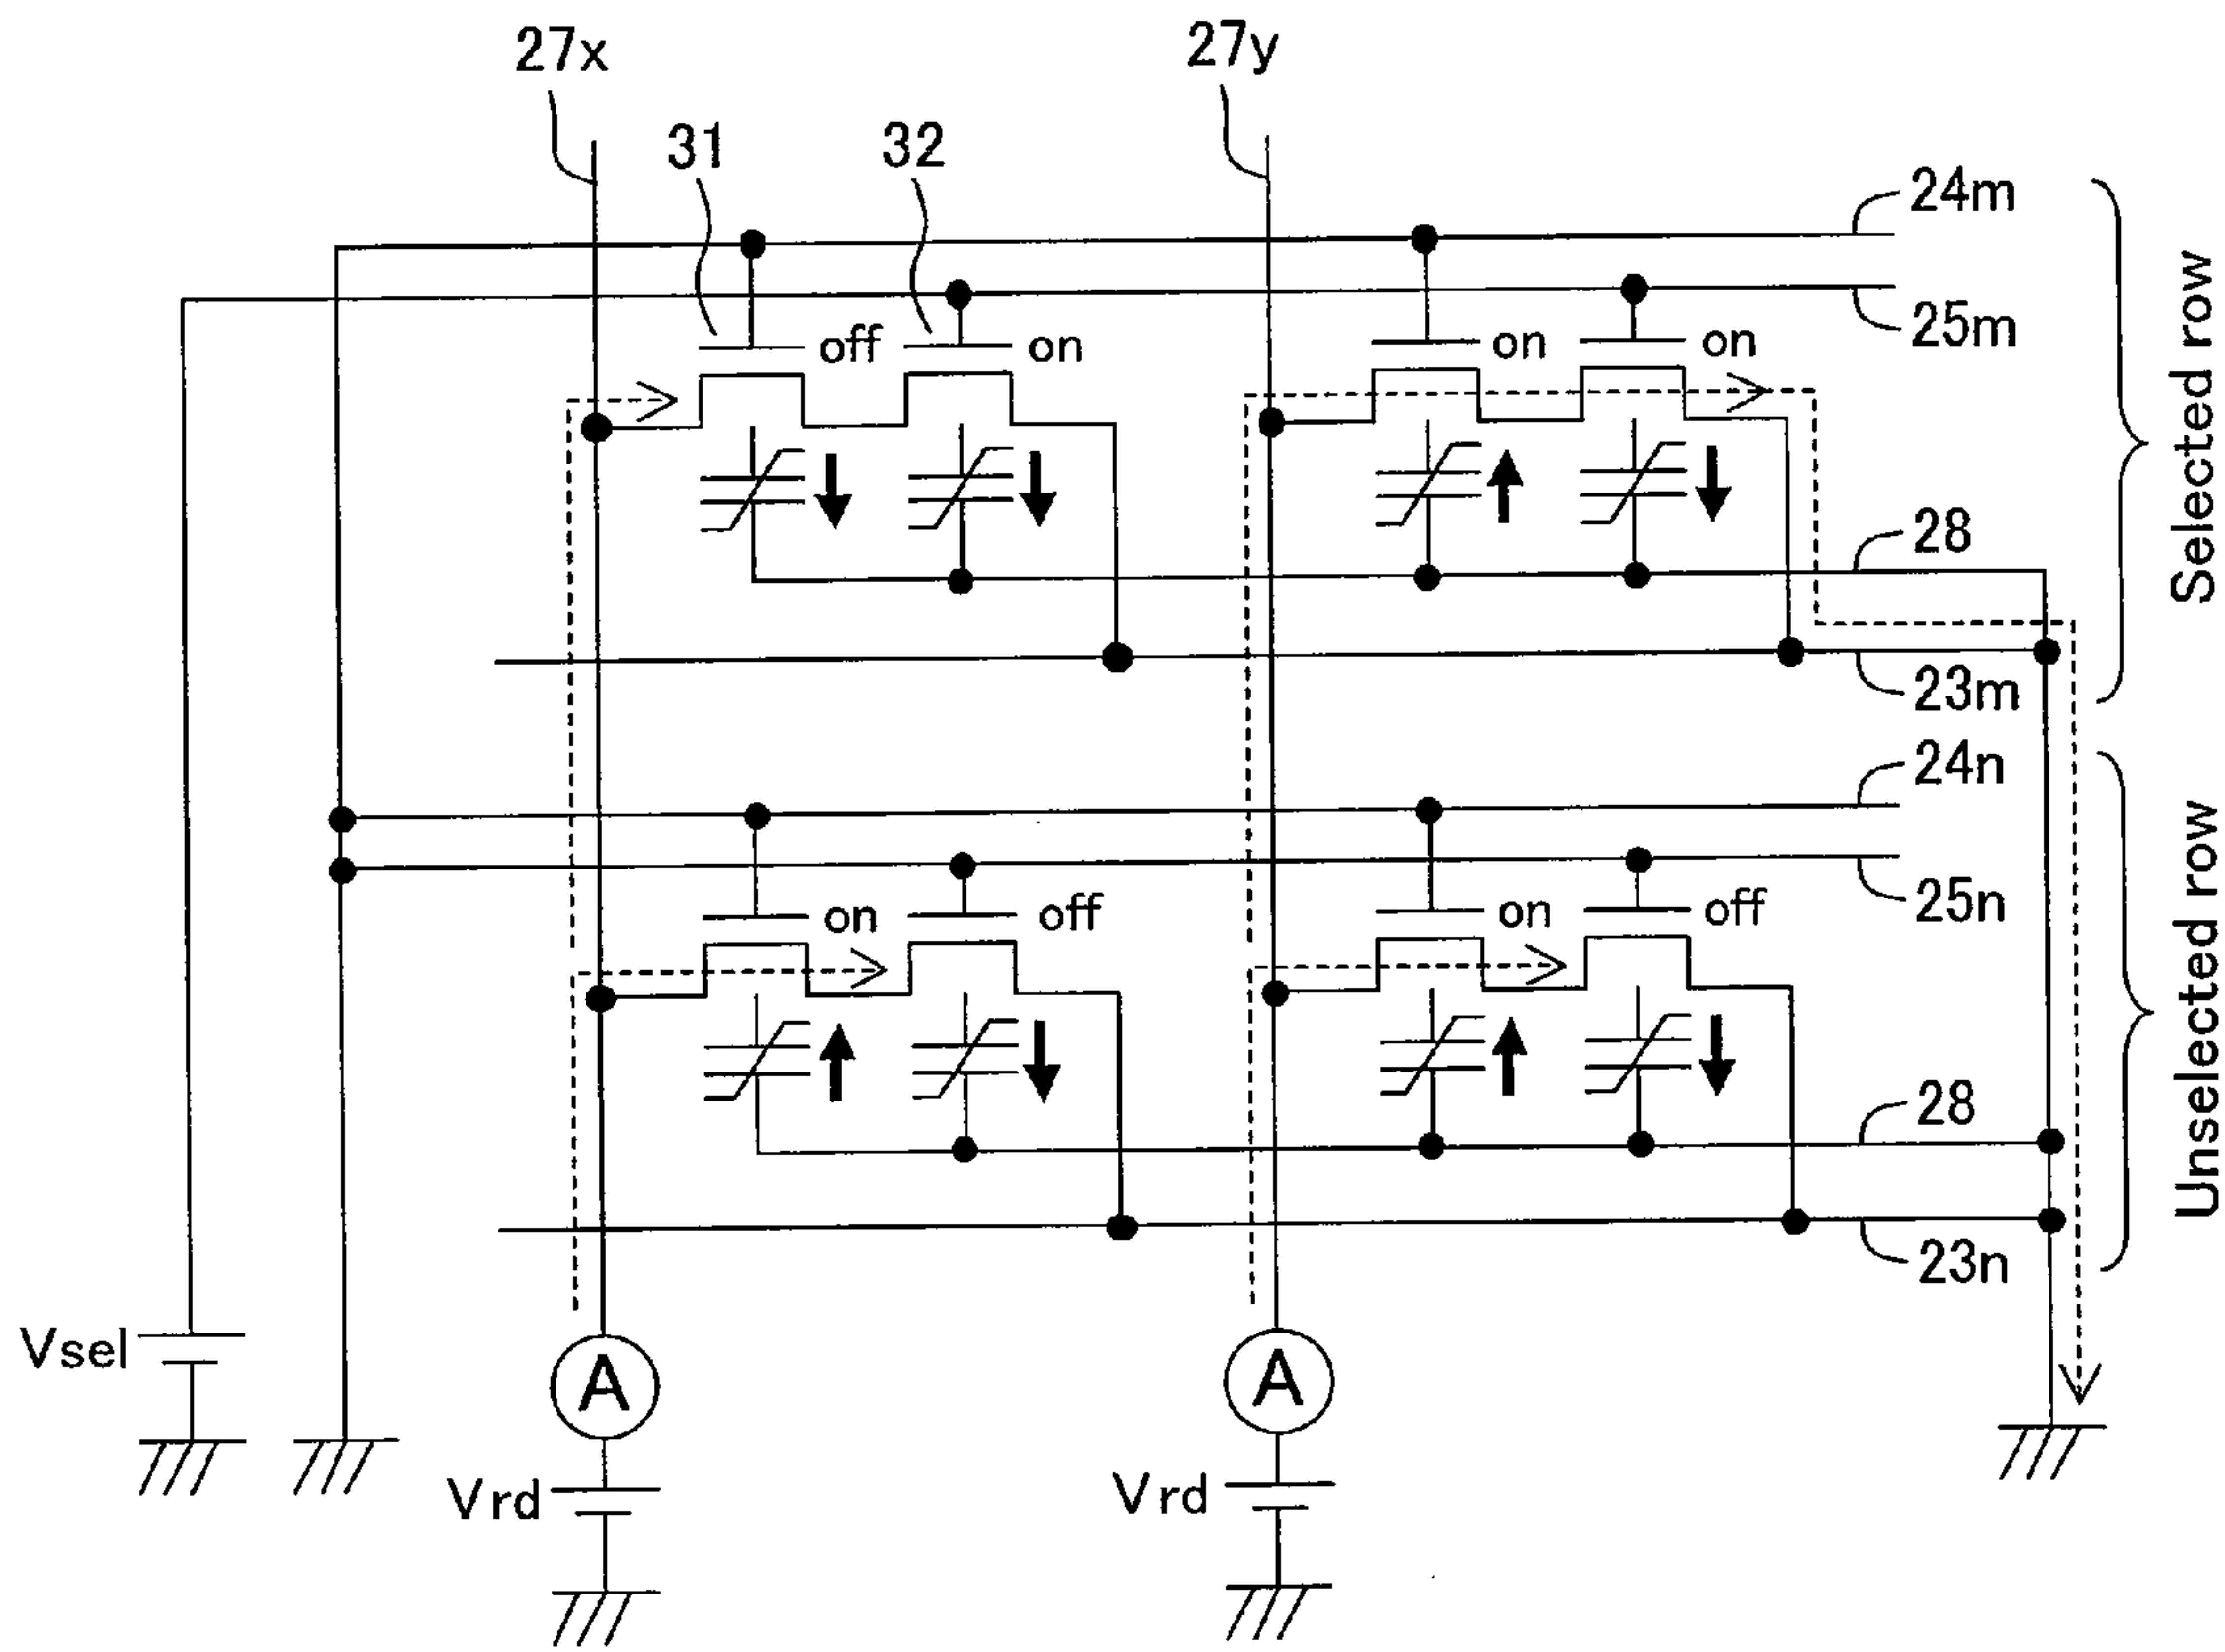 27x
27y
31
32
24m
25m
off
on
on
on
28
23m
Selected row
24n
25n
on
off
on
off
28
23n
Unselected row
Vsel
A
A
Vrd
Vrd